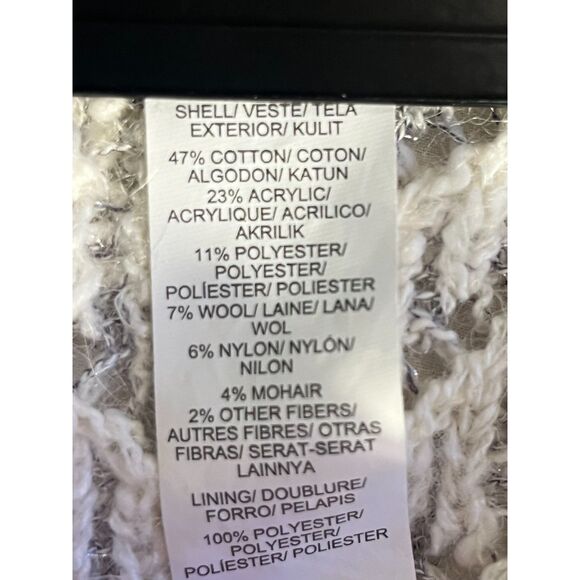 SHELL/ VESTE/ TELA
EXTERIOR/ KULIT
47% COTTON/ COTON/
ALGODON/ KATUN
23% ACRYLIC/
ACRYLIQUE/ ACRILICO/
AKRILIK
11% POLYESTER/
POLYESTER/
POLÍESTER/ POLIESTER
7% WOOL/ LAINE/ LANA/
WOL
6% NYLON/ NYLÓN/
NILON
4% MOHAIR
2% OTHER FIBERS/
AUTRES FIBRES/ OTRAS
FIBRAS/ SERAT-SERAT
LAINNYA
LINING/ DOUBLURE/
FORRO/ PELAPIS
100% POLYESTER/
POLYESTER/
POLÍESTER/ POLIESTER